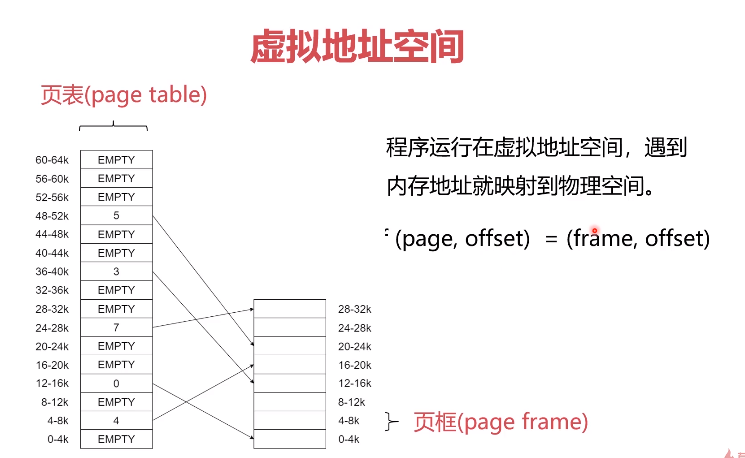 虚拟地址空间
页表(page table)
程序运行在虚拟地址空间，遇到
内存地址就映射到物理空间。
f (page, offset) = (frame, offset)
60-64k EMPTY
56-60k EMPTY
52-56k EMPTY
48-52k 5
44-48k EMPTY
40-44k EMPTY
36-40k 3
32-36k EMPTY
28-32k EMPTY 28-32k
24-28k 7 24-28k
20-24k EMPTY 20-24k
16-20k EMPTY 16-20k
12-16k 0 12-16k
8-12k EMPTY 8-12k
4-8k 4 4-8k
0-4k EMPTY 0-4k
页框(page frame)